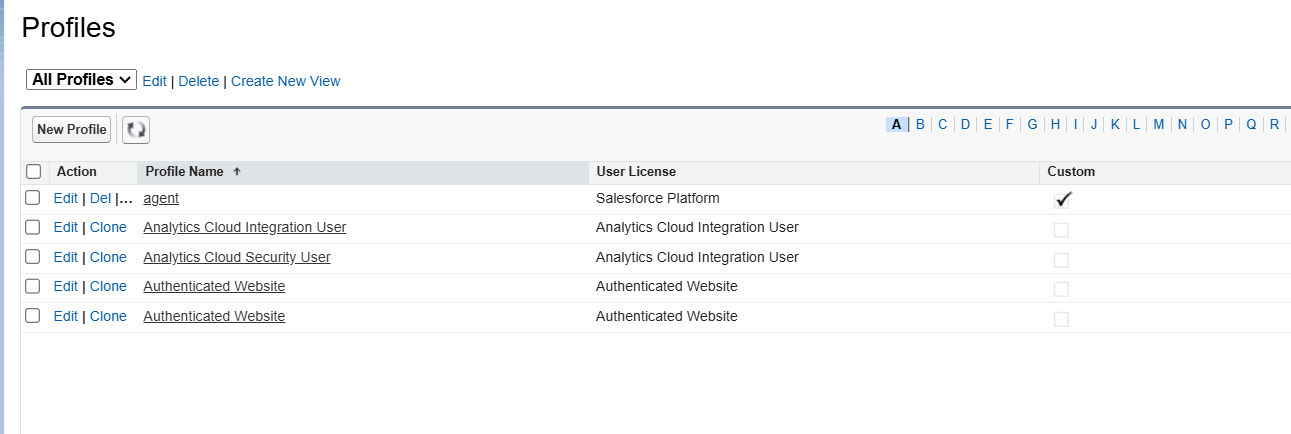 Profiles
All Profiles Edit | Delete | Create New View
New Profile A | B | C | D | E | F | G | H | I | J | K | L | M | N | O | P | Q | R |
Action Profile Name ↑ User License Custom
Edit | Del |... agent Salesforce Platform
Edit | Clone Analytics Cloud Integration User Analytics Cloud Integration User
Edit | Clone Analytics Cloud Security User Analytics Cloud Integration User
Edit | Clone Authenticated Website Authenticated Website
Edit | Clone Authenticated Website Authenticated Website